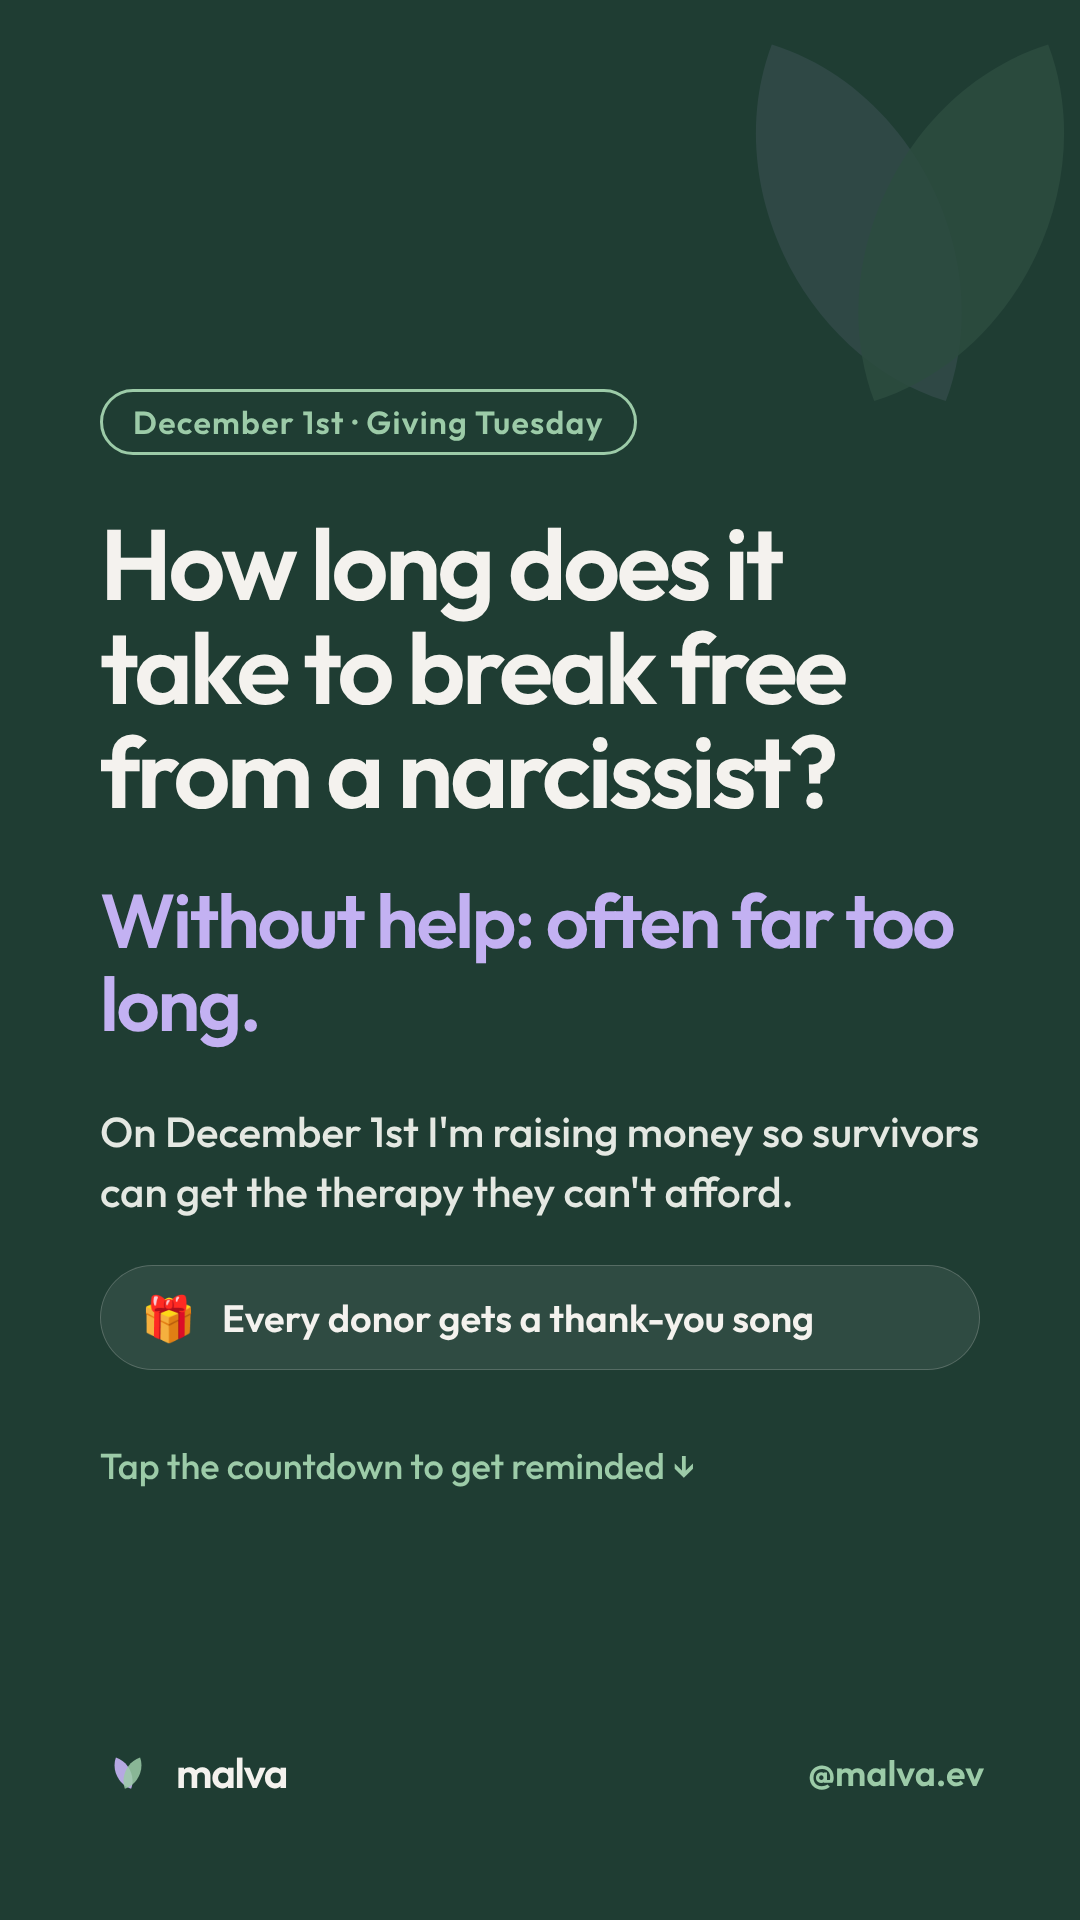 December 1st · Giving Tuesday
How long does it
take to break free
from a narcissist?
Without help: often far too
long.
On December 1st I'm raising money so survivors
can get the therapy they can't afford.
🎁 Every donor gets a thank-you song
Tap the countdown to get reminded ↓
malva
@malva.ev